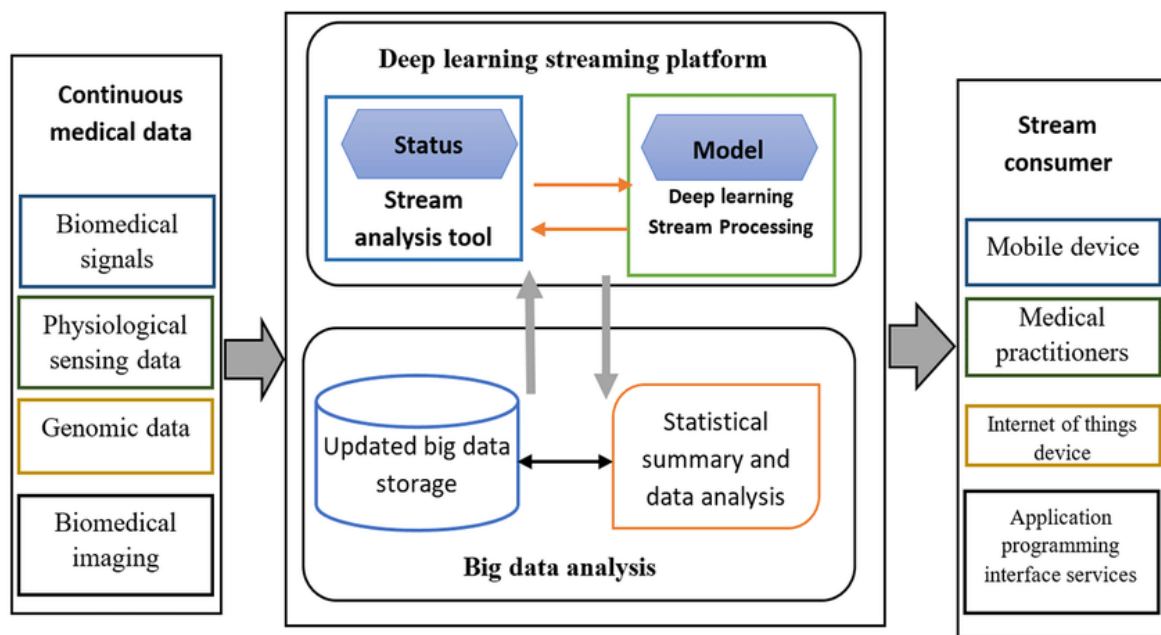 Continuous
medical data
Biomedical
signals
Physiological
sensing data
Genomic data
Biomedical
imaging
Deep learning streaming platform
Status
Stream
analysis tool
Model
Deep learning
Stream Processing
Updated big data
storage
Statistical
summary and
data analysis
Big data analysis
Stream
consumer
Mobile device
Medical
practitioners
Internet of things
device
Application
programming
interface services